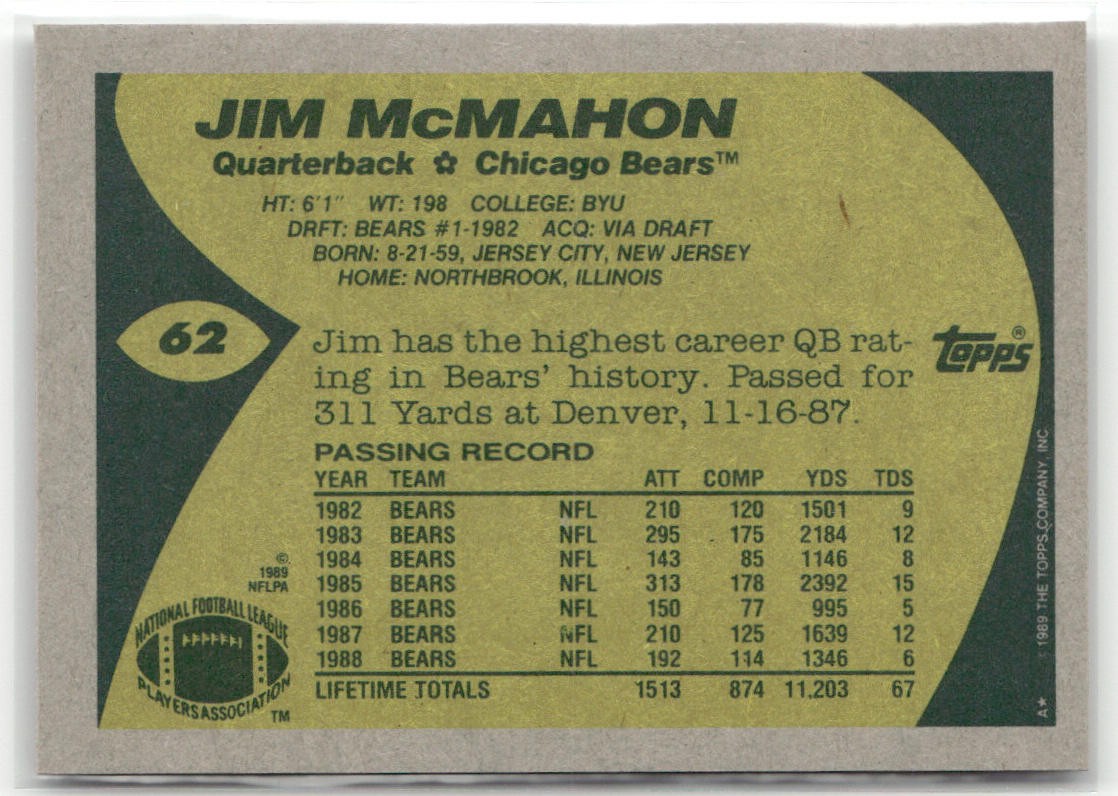 JIM McMAHON
Quarterback ✿ Chicago Bears™
HT: 6'1" WT: 198 COLLEGE: BYU
DRFT: BEARS #1-1982 ACQ: VIA DRAFT
BORN: 8-21-59, JERSEY CITY, NEW JERSEY
HOME: NORTHBROOK, ILLINOIS
62
Jim has the highest career QB rat-
ing in Bears' history. Passed for
311 Yards at Denver, 11-16-87.
topps®
PASSING RECORD
YEAR TEAM ATT COMP YDS TDS
1982 BEARS NFL 210 120 1501 9
1983 BEARS NFL 295 175 2184 12
1984 BEARS NFL 143 85 1146 8
1985 BEARS NFL 313 178 2392 15
1986 BEARS NFL 150 77 995 5
1987 BEARS NFL 210 125 1639 12
1988 BEARS NFL 192 114 1346 6
LIFETIME TOTALS 1513 874 11,203 67
©
1989
NFLPA
NATIONAL FOOTBALL LEAGUE
PLAYERS ASSOCIATION
TM
A★ 1989 THE TOPPS COMPANY, INC.